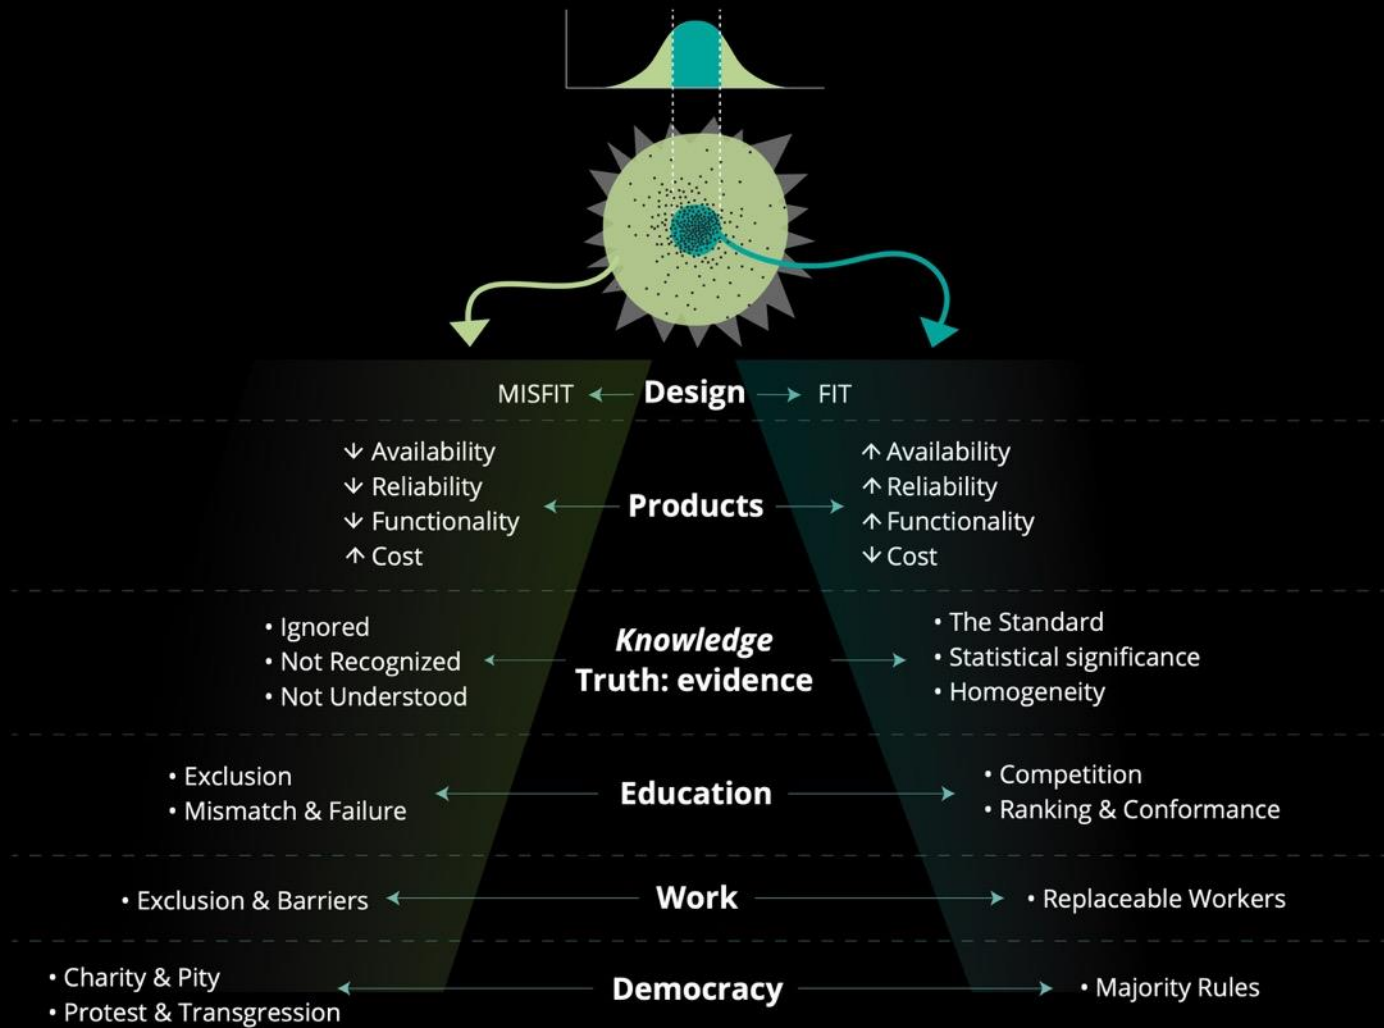 MISFIT Design FIT
↓ Availability
↓ Reliability
↓ Functionality
↑ Cost
Products
↑ Availability
↑ Reliability
↑ Functionality
↓ Cost
• Ignored
• Not Recognized
• Not Understood
Knowledge
Truth: evidence
• The Standard
• Statistical significance
• Homogeneity
• Exclusion
• Mismatch & Failure
Education
• Competition
• Ranking & Conformance
• Exclusion & Barriers
Work
• Replaceable Workers
• Charity & Pity
• Protest & Transgression
Democracy
• Majority Rules